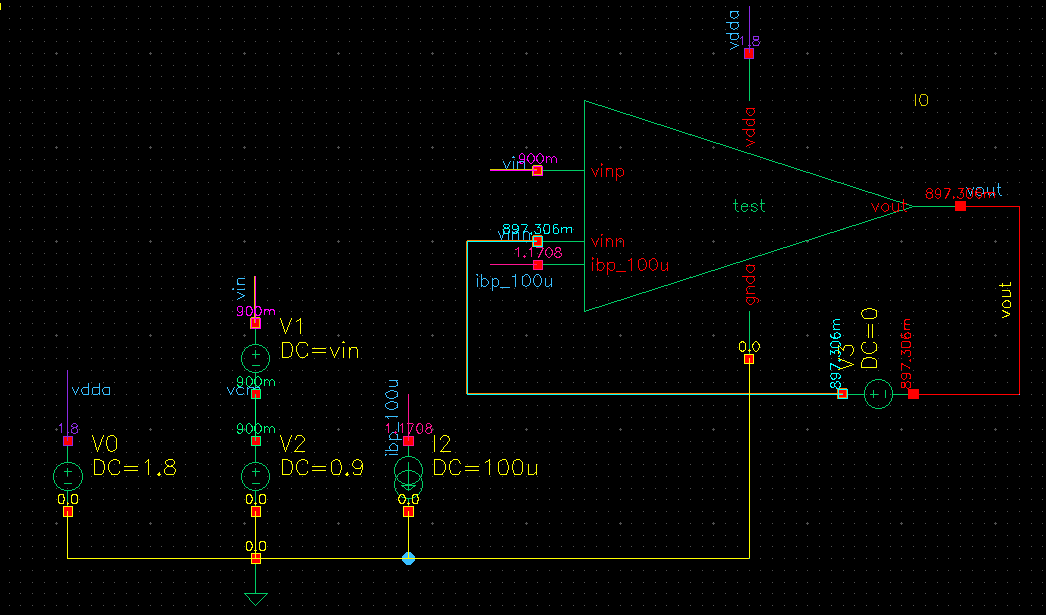 vdda
1.8
I0
vdda
vin
900m
vinp
test
897.306m
vout
vout
897.306m
vinn
1.1708
ibp_100u
ibp_100u
gnda
vin
900m
V1
DC=vin
0.0
897.306m
V3
DC=0
897.306m
vout
900m
vdda
ibp_100u
1.8
V0
DC=1.8
900m
V2
DC=0.9
1.1708
I2
DC=100u
0.0
0.0
0.0
0.0